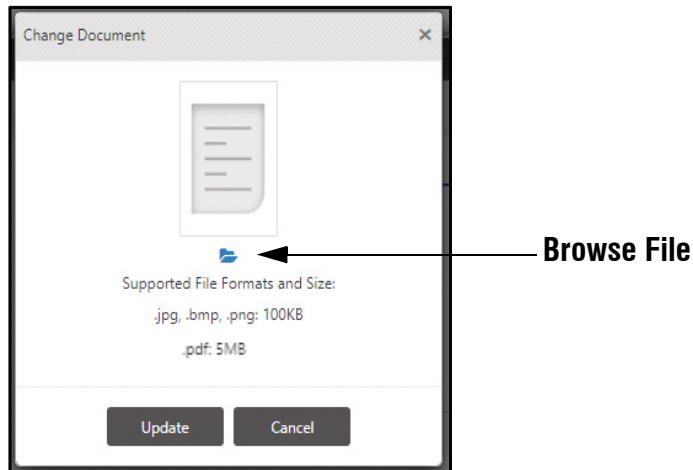 Change Document ×
Browse File
Supported File Formats and Size:
.jpg, .bmp, .png: 100KB
.pdf: 5MB
Update Cancel